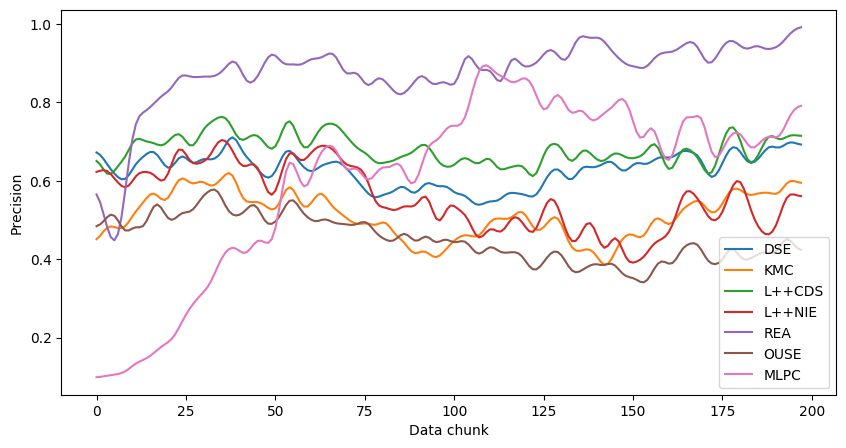 1.0
0.8
0.6
0.4
0.2
Precision
0
25
50
75
100
125
150
175
200
Data chunk
DSE
KMC
L++CDS
L++NIE
REA
OUSE
MLPC